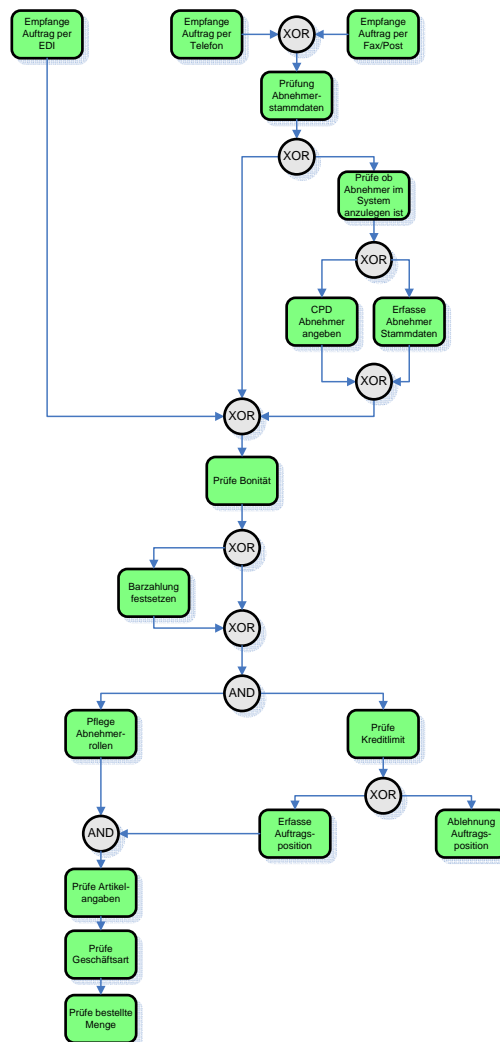 Empfange
Auftrag per
EDI
Empfange
Auftrag per
Telefon
XOR
Empfange
Auftrag per
Fax/Post
Prüfung
Abnehmer-
stammdaten
XOR
Prüfe ob
Abnehmer im
System
anzulegen ist
XOR
CPD
Abnehmer
angeben
Erfasse
Abnehmer
Stammdaten
XOR
XOR
Prüfe Bonität
XOR
Barzahlung
festsetzen
XOR
AND
Pflege
Abnehmer-
rollen
Prüfe
Kreditlimit
XOR
AND
Erfasse
Auftrags-
position
Ablehnung
Auftrags-
position
Prüfe Artikel-
angaben
Prüfe
Geschäftsart
Prüfe bestellte
Menge